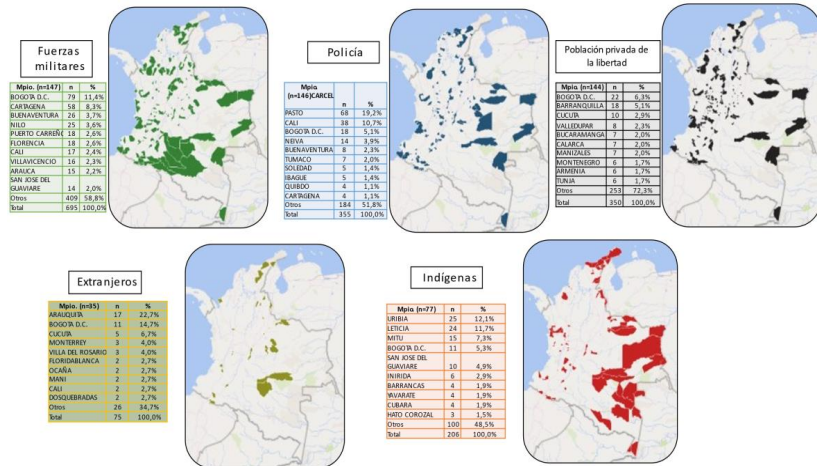 Fuerzas
militares
Mpio. (n=147) n %
BOGOTA D.C. 79 11,4%
CARTAGENA 58 8,3%
BUENAVENTURA 26 3,7%
NILO 25 3,6%
PUERTO CARREÑO 18 2,6%
FLORENCIA 18 2,6%
CALI 17 2,4%
VILLAVICENCIO 16 2,3%
ARAUCA 15 2,2%
SAN JOSE DEL
GUAVIARE 14 2,0%
Otros 409 58,8%
Total 695 100,0%
Policía
Mpio.
(n=146)CARCEL n %
PASTO 68 19,2%
CALI 38 10,7%
BOGOTA D.C. 18 5,1%
NEIVA 14 3,9%
BUENAVENTURA 8 2,3%
TUMACO 7 2,0%
SOLEDAD 5 1,4%
IBAGUE 5 1,4%
QUIBDO 4 1,1%
CARTAGENA 4 1,1%
Otros 184 51,8%
Total 355 100,0%
Población privada de
la libertad
Mpio. (n=144) n %
BOGOTA D.C. 22 6,3%
BARRANQUILLA 18 5,1%
CUCUTA 10 2,9%
VALLEDUPAR 8 2,3%
BUCARAMANGA 7 2,0%
CALARCA 7 2,0%
MANIZALES 7 2,0%
MONTENEGRO 6 1,7%
ARMENIA 6 1,7%
TUNJA 6 1,7%
Otros 253 72,3%
Total 350 100,0%
Extranjeros
Mpio. (n=35) n %
ARAUQUITA 17 22,7%
BOGOTA D.C. 11 14,7%
CUCUTA 5 6,7%
MONTERREY 3 4,0%
VILLA DEL ROSARIO 3 4,0%
FLORIDABLANCA 2 2,7%
OCAÑA 2 2,7%
MANI 2 2,7%
CALI 2 2,7%
DOSQUEBRADAS 2 2,7%
Otros 26 34,7%
Total 75 100,0%
Indígenas
Mpio. (n=77) n %
URIBIA 25 12,1%
LETICIA 24 11,7%
MITU 15 7,3%
BOGOTA D.C. 11 5,3%
SAN JOSE DEL
GUAVIARE 10 4,9%
INIRIDA 6 2,9%
BARRANCAS 4 1,9%
YAVARATE 4 1,9%
CUBARA 4 1,9%
HATO COROZAL 3 1,5%
Otros 100 48,5%
Total 206 100,0%